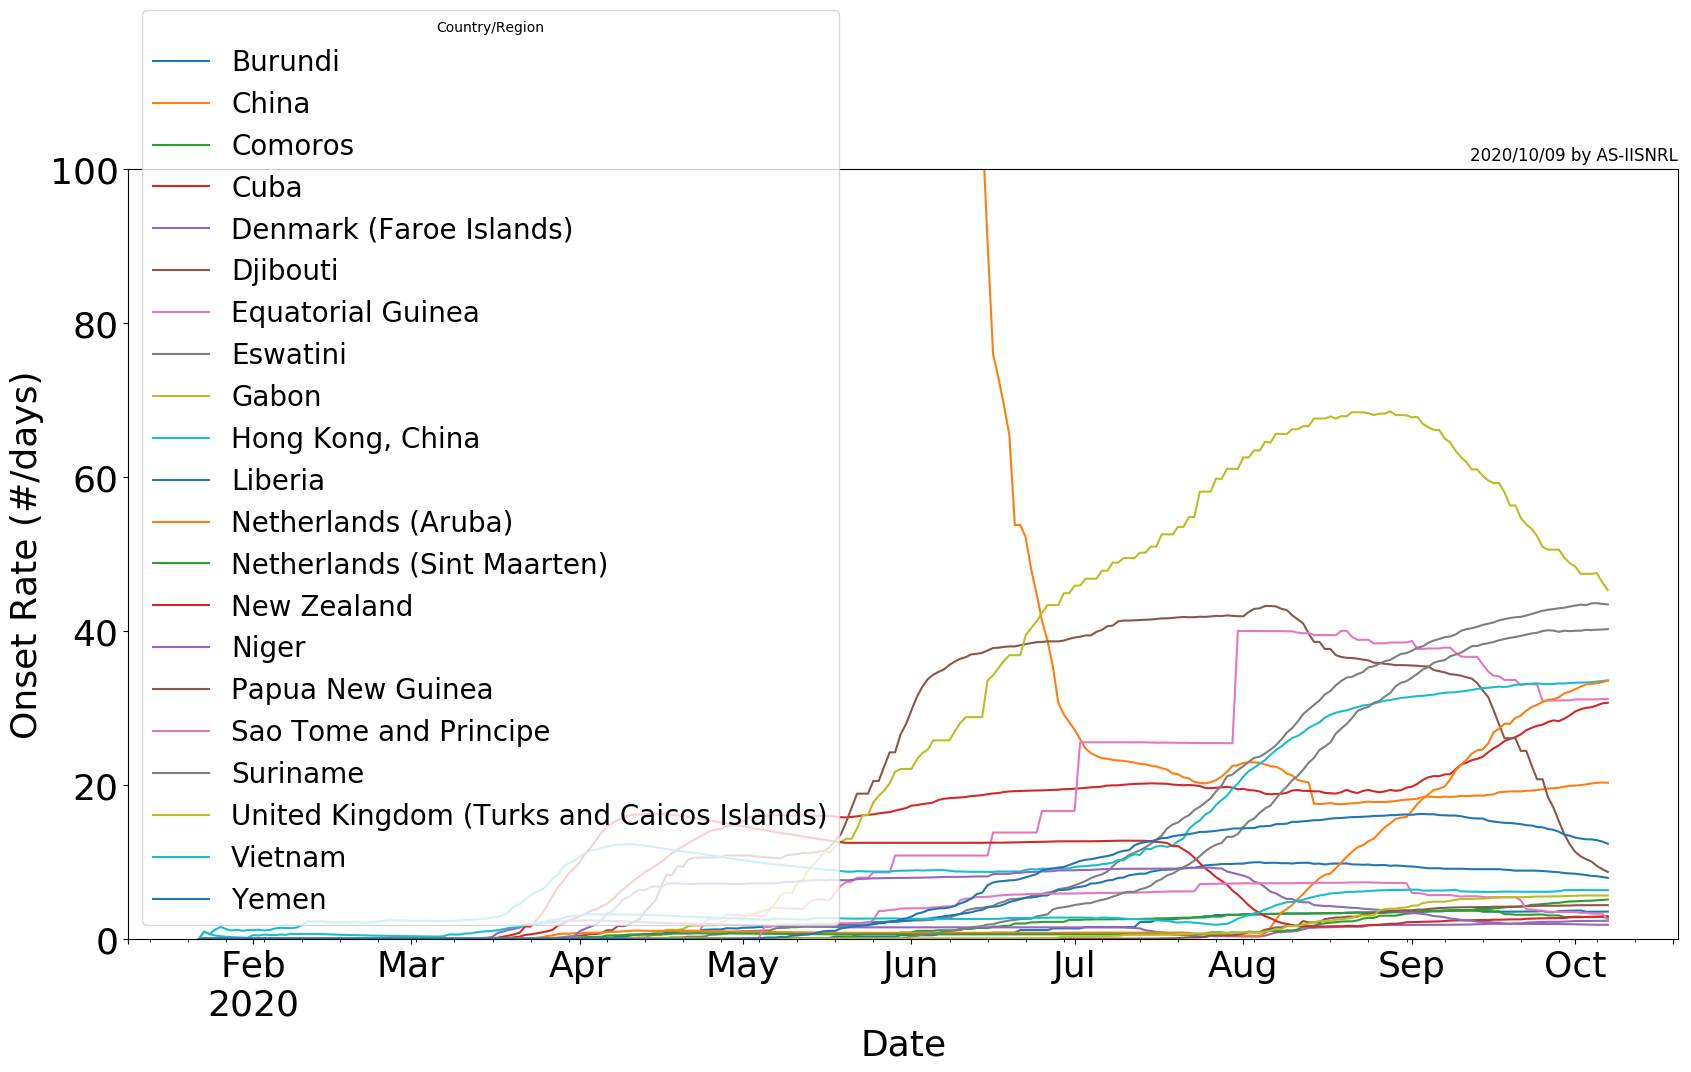 Country/Region
Burundi
China
Comoros
Cuba
Denmark (Faroe Islands)
Djibouti
Equatorial Guinea
Eswatini
Gabon
Hong Kong, China
Liberia
Netherlands (Aruba)
Netherlands (Sint Maarten)
New Zealand
Niger
Papua New Guinea
Sao Tome and Principe
Suriname
United Kingdom (Turks and Caicos Islands)
Vietnam
Yemen
2020/10/09 by AS-IISNRL
100
80
60
40
20
0
Onset Rate (#/days)
Feb Mar Apr May Jun Jul Aug Sep Oct
2020
Date